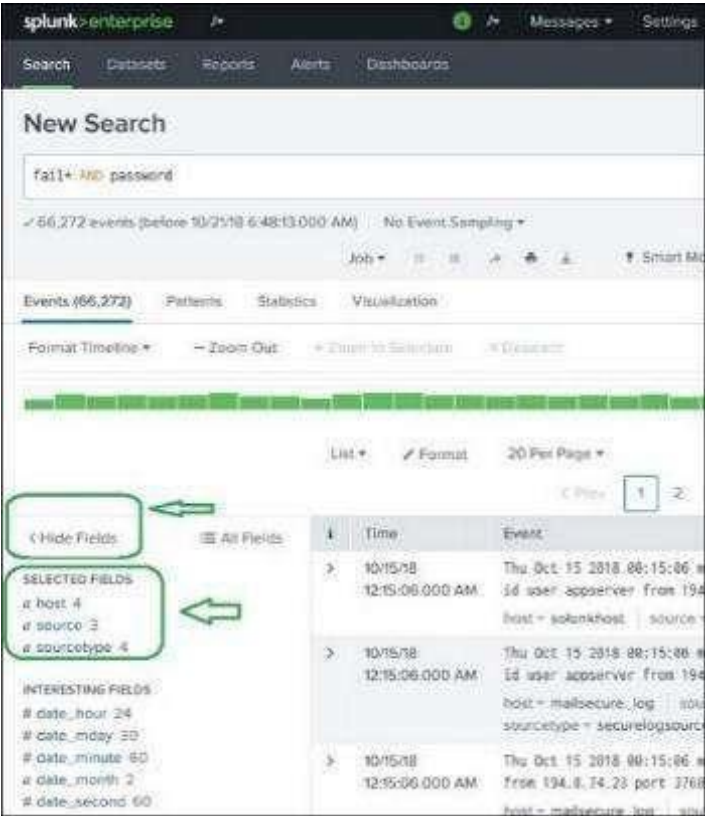 splunk>enterprise
Messages Settings
Search Datasets Reports Alerts Dashboards
New Search
fail* AND password
66,272 events (before 10/21/18 6:48:13.000 AM) No Event Sampling
Job Smart Mo
Events (66,272) Patterns Statistics Visualization
Format Timeline — Zoom Out + Zoom to Selection × Deselect
List Format 20 Per Page
< Prev 1 2
< Hide Fields All Fields
i Time Event
SELECTED FIELDS
a host 4
a source 3
a sourcetype 4
INTERESTING FIELDS
# date_hour 24
# date_mday 30
# date_minute 60
a date_month 2
# date_second 60
> 10/15/18
12:15:06.000 AM
Thu Oct 15 2018 00:15:06 m
id user appserver from 194
host = splunkhost source
> 10/15/18
12:15:06.000 AM
Thu Oct 15 2018 00:15:06 m
id user appserver from 194
host = mailsecure_log sou
sourcetype = securelogsource
> 10/15/18
12:15:06.000 AM
Thu Oct 15 2018 00:15:06 m
from 194.8.74.23 port 3768
host = mailsecure_log sou